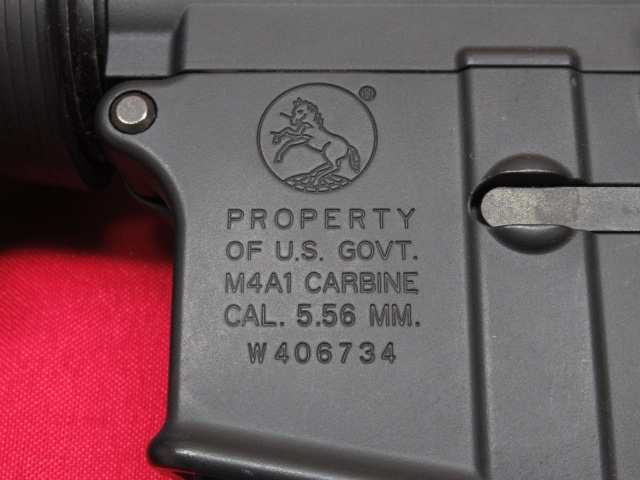 ®
PROPERTY
OF U.S. GOVT.
M4A1 CARBINE
CAL. 5.56 MM.
W406734